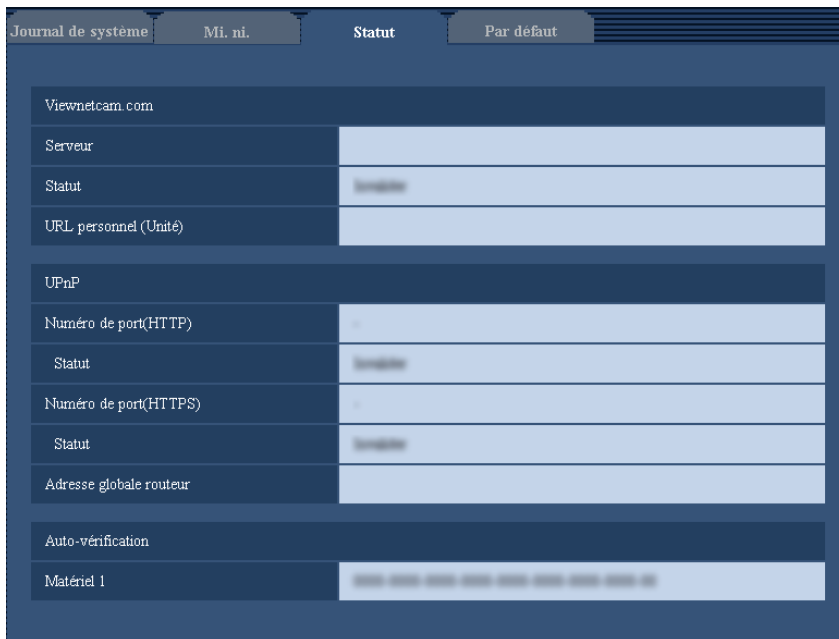 Journal de système
Mi. ni.
Statut
Par défaut
Viewnetcam.com
Serveur
Statut
URL personnel (Unité)
UPnP
Numéro de port(HTTP)
-
Statut
Numéro de port(HTTPS)
-
Statut
Adresse globale routeur
Auto-vérification
Matériel 1